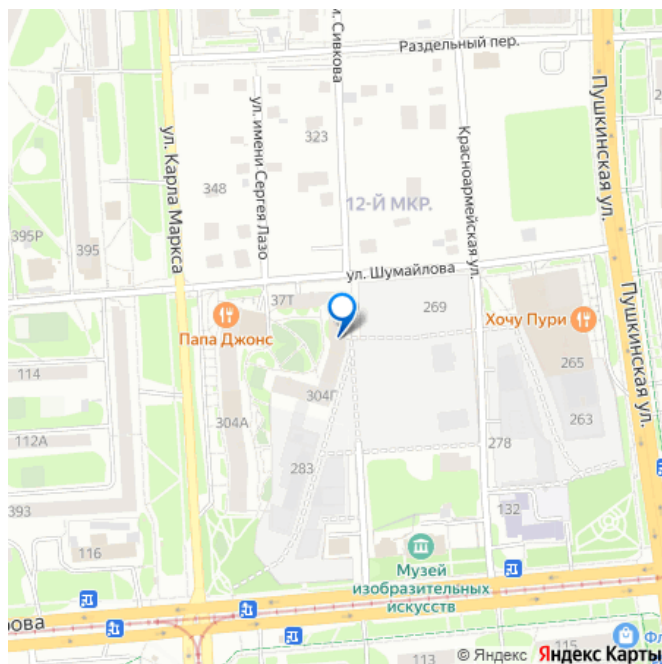 Раздельный пер.
м. Сивкова
Пушкинская ул.
ул. Карла Маркса
ул. имени Сергея Лазо
323
Красноармейская ул.
348
12-Й МКР.
395Р
395
ул. Шумайлова
37Т
269
Хочу Пури
Пушкинская ул.
Папа Джонс
265
114
304Г
304А
263
112А
278
283
393
132
116
Музей
изобразительных
искусств
рова
113
115
© Яндекс Яндекс Карты